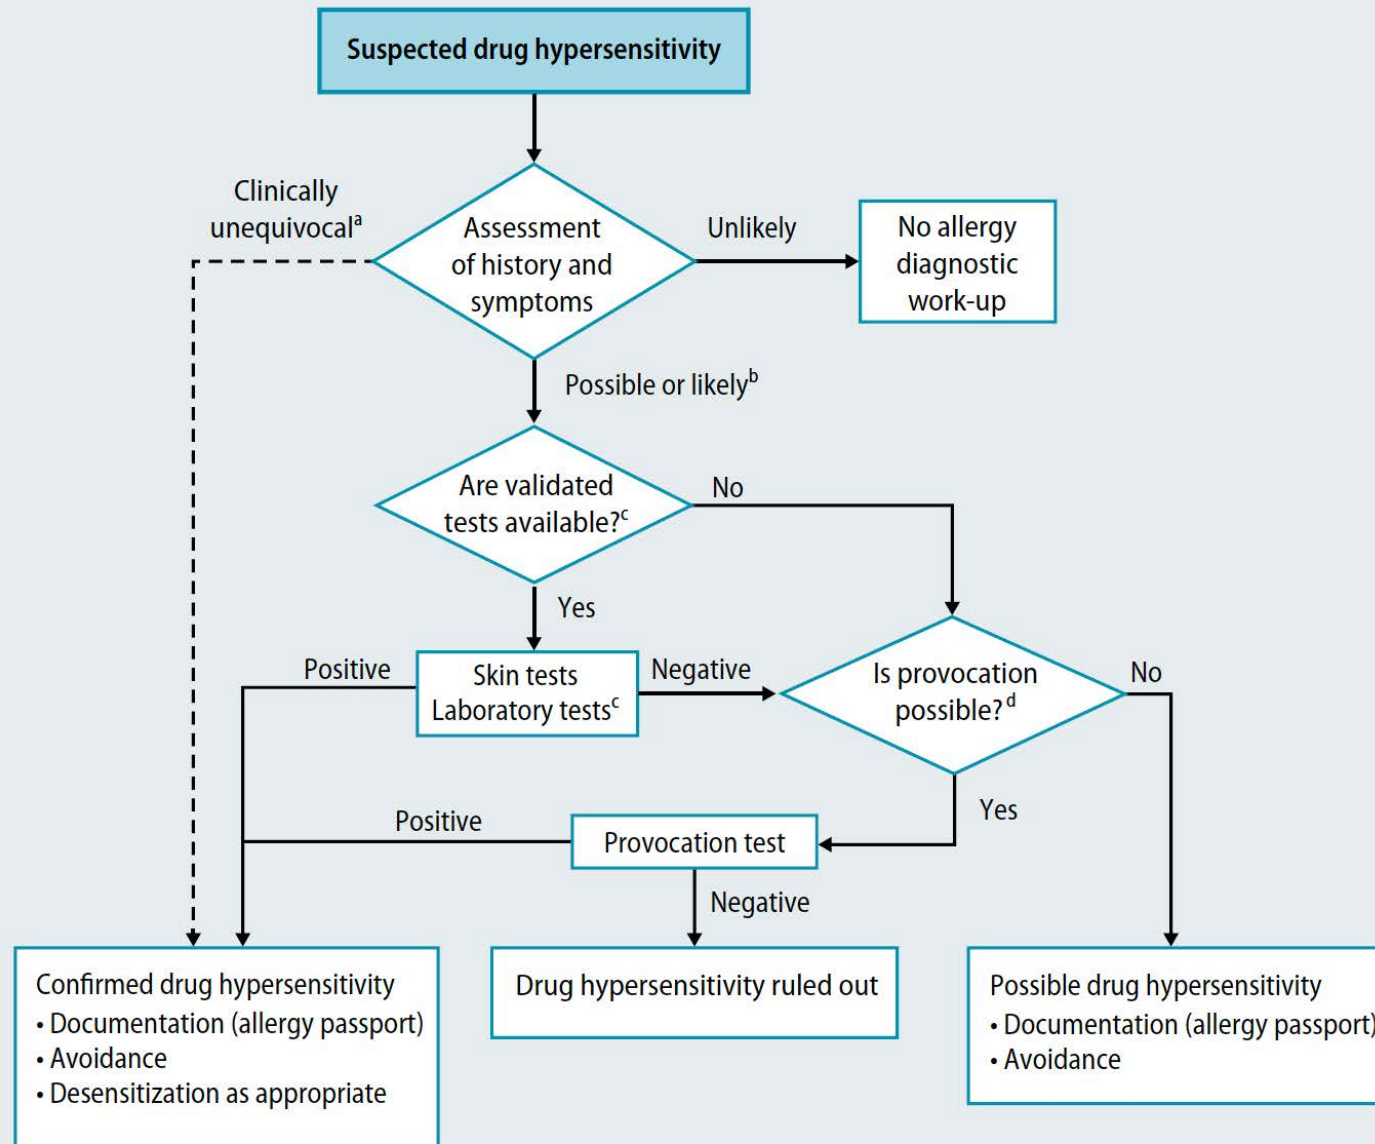 Suspected drug hypersensitivity
Clinically
unequivocalᵃ
Assessment
of history and
symptoms
Unlikely
No allergy
diagnostic
work-up
Possible or likelyᵇ
Are validated
tests available?ᶜ
No
Yes
Positive
Skin tests
Laboratory testsᶜ
Negative
Is provocation
possible?ᵈ
No
Yes
Positive
Provocation test
Negative
Confirmed drug hypersensitivity
• Documentation (allergy passport)
• Avoidance
• Desensitization as appropriate
Drug hypersensitivity ruled out
Possible drug hypersensitivity
• Documentation (allergy passport)
• Avoidance